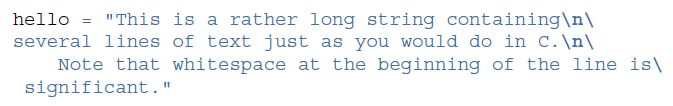 hello = "This is a rather long string containing\n\
several lines of text just as you would do in C.\n\
    Note that whitespace at the beginning of the line is\
 significant."